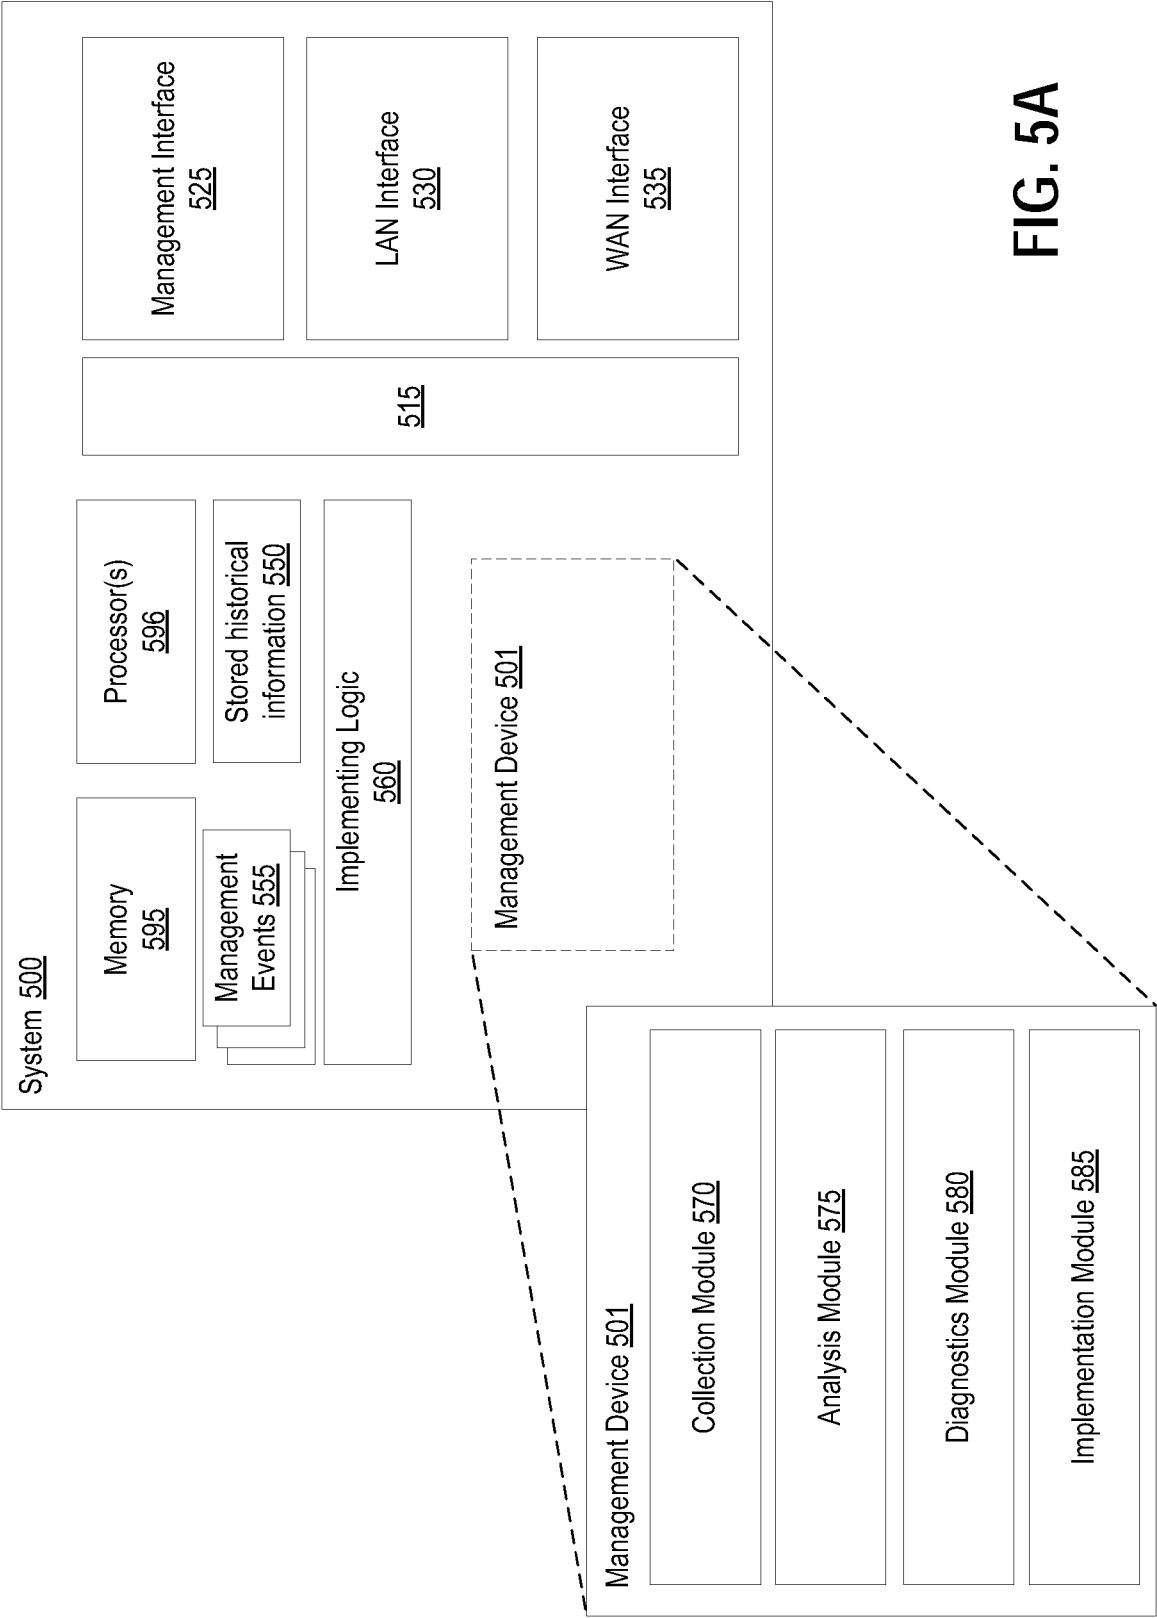 System 500
Memory
595
Processor(s)
596
Management
Events 555
Stored historical
information 550
Implementing Logic
560
515
Management Interface
525
LAN Interface
530
WAN Interface
535
Management Device 501
Management Device 501
Collection Module 570
Analysis Module 575
Diagnostics Module 580
Implementation Module 585
FIG. 5A